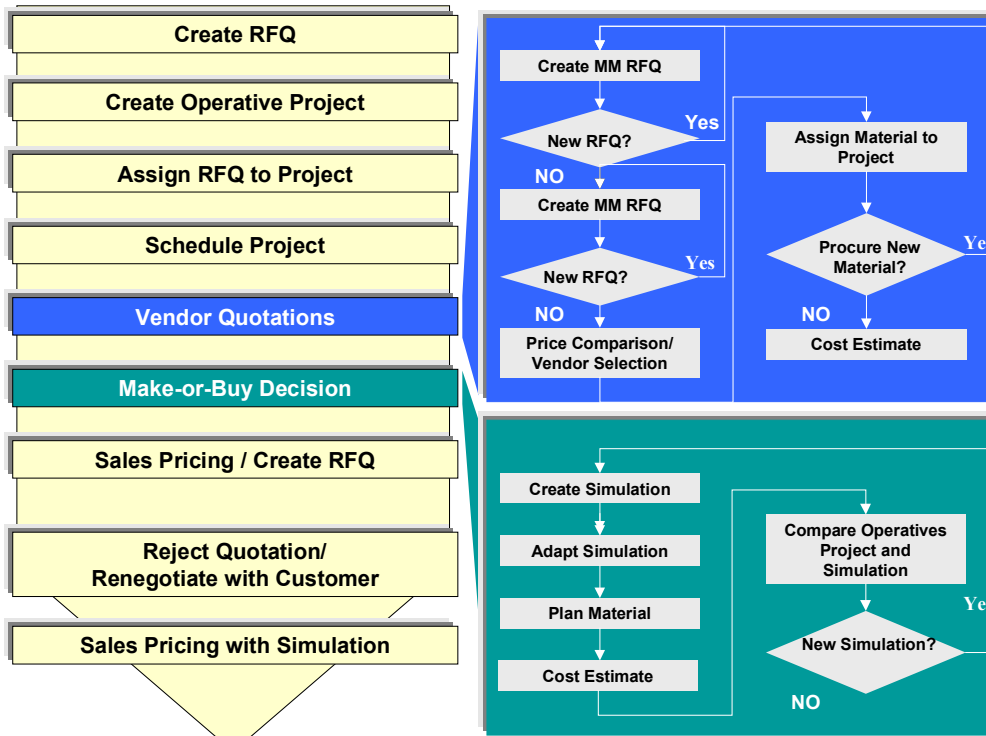 Create RFQ
Create Operative Project
Assign RFQ to Project
Schedule Project
Vendor Quotations
Make-or-Buy Decision
Sales Pricing / Create RFQ
Reject Quotation/
Renegotiate with Customer
Sales Pricing with Simulation
Create MM RFQ
New RFQ?
Yes
NO
Create MM RFQ
New RFQ?
Yes
NO
Price Comparison/
Vendor Selection
Assign Material to
Project
Procure New
Material?
Ye
NO
Cost Estimate
Create Simulation
Adapt Simulation
Plan Material
Cost Estimate
Compare Operatives
Project and
Simulation
Ye
New Simulation?
NO